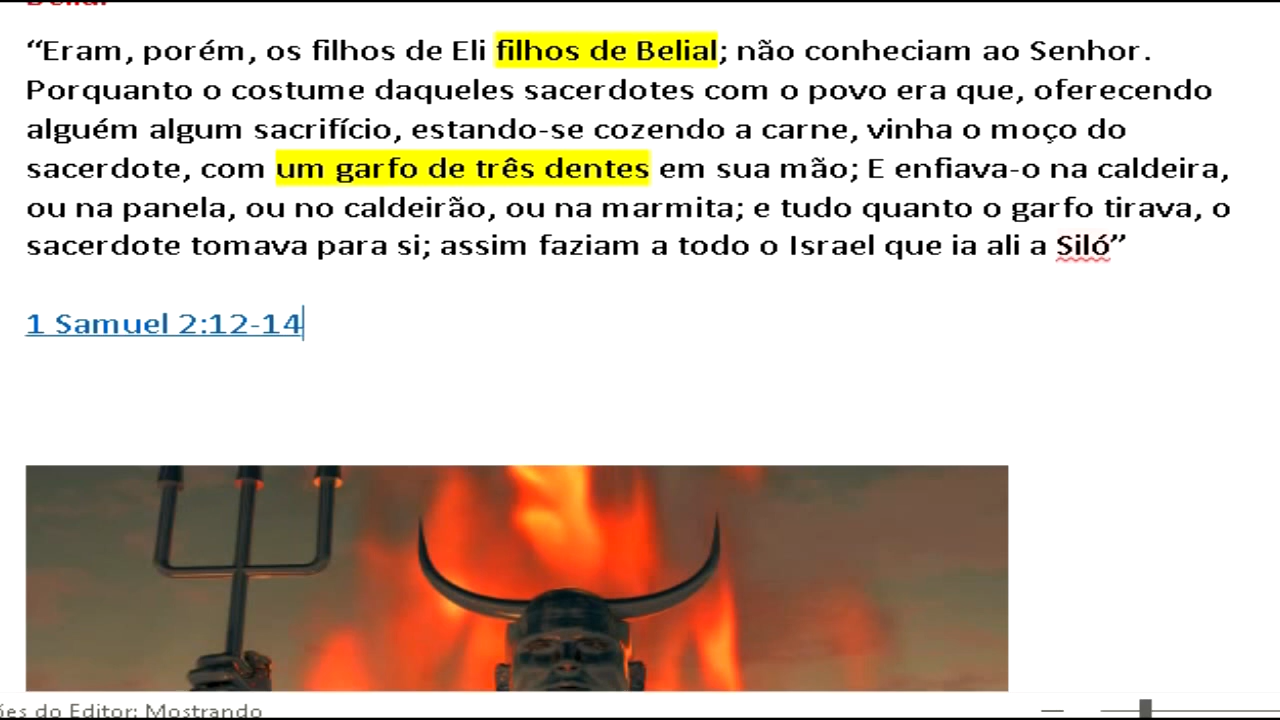 “Eram, porém, os filhos de Eli filhos de Belial; não conheciam ao Senhor.
Porquanto o costume daqueles sacerdotes com o povo era que, oferecendo
alguém algum sacrifício, estando-se cozendo a carne, vinha o moço do
sacerdote, com um garfo de três dentes em sua mão; E enfiava-o na caldeira,
ou na panela, ou no caldeirão, ou na marmita; e tudo quanto o garfo tirava, o
sacerdote tomava para si; assim faziam a todo o Israel que ia ali a Siló”
1 Samuel 2:12-14
ões do Editor: Mostrando